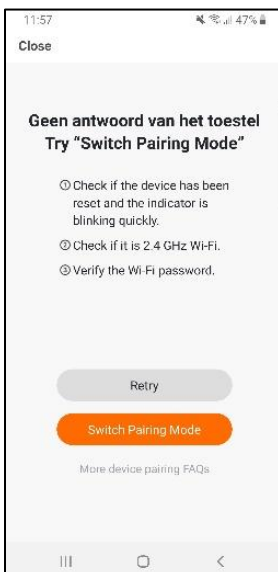 11:57 47%
Close
Geen antwoord van het toestel
Try “Switch Pairing Mode”
① Check if the device has been
reset and the indicator is
blinking quickly.
② Check if it is 2.4 GHz Wi-Fi.
③ Verify the Wi-Fi password.
Retry
Switch Pairing Mode
More device pairing FAQs